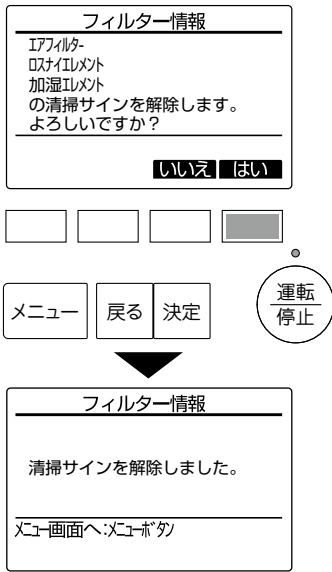 フィルター情報
エアフィルター
ロスナイエレメント
加湿エレメント
の清掃サインを解除します。
よろしいですか？
いいえ はい
メニュー 戻る 決定 運転
停止
フィルター情報
清掃サインを解除しました。
メニュー画面へ:メニューボタン